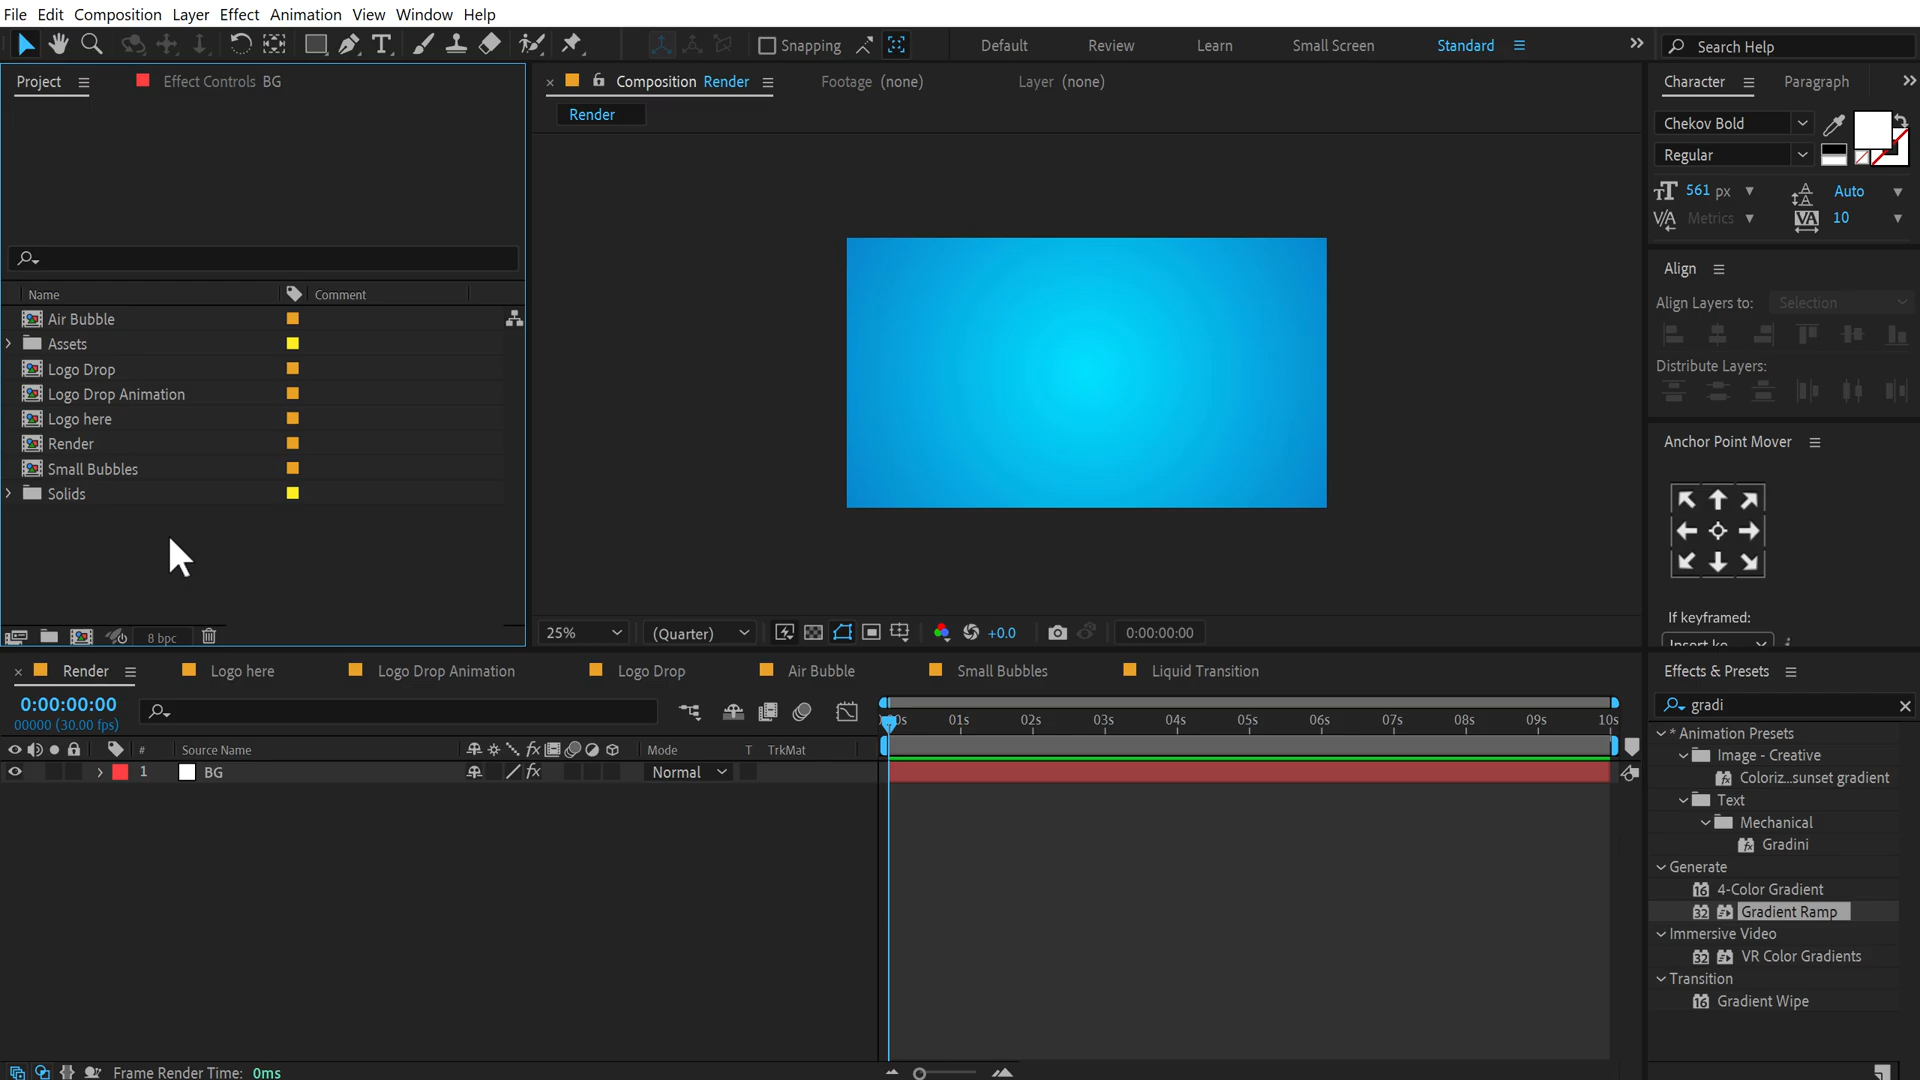 File Edit Composition Layer Effect Animation View Window Help
Snapping Default Review Learn Small Screen Standard Search Help
Project Effect Controls BG
Composition Render Footage (none) Layer (none)
Render
Character Paragraph
Chekov Bold
Regular
561 px Auto
Metrics 10
Align
Align Layers to: Selection
Distribute Layers:
Anchor Point Mover
If keyframed:
Name Comment
Air Bubble
Assets
Logo Drop
Logo Drop Animation
Logo here
Render
Small Bubbles
Solids
8 bpc
25% (Quarter) +0.0 0:00:00:00
Render Logo here Logo Drop Animation Logo Drop Air Bubble Small Bubbles Liquid Transition
0:00:00:00
00000 (30.00 fps)
01s 02s 03s 04s 05s 06s 07s 08s 09s 10s
# Source Name Mode T TrkMat
1 BG Normal
Effects & Presets
gradi
* Animation Presets
Image - Creative
Coloriz...sunset gradient
Text
Mechanical
Gradini
Generate
4-Color Gradient
Gradient Ramp
Immersive Video
VR Color Gradients
Transition
Gradient Wipe
Frame Render Time: 0ms